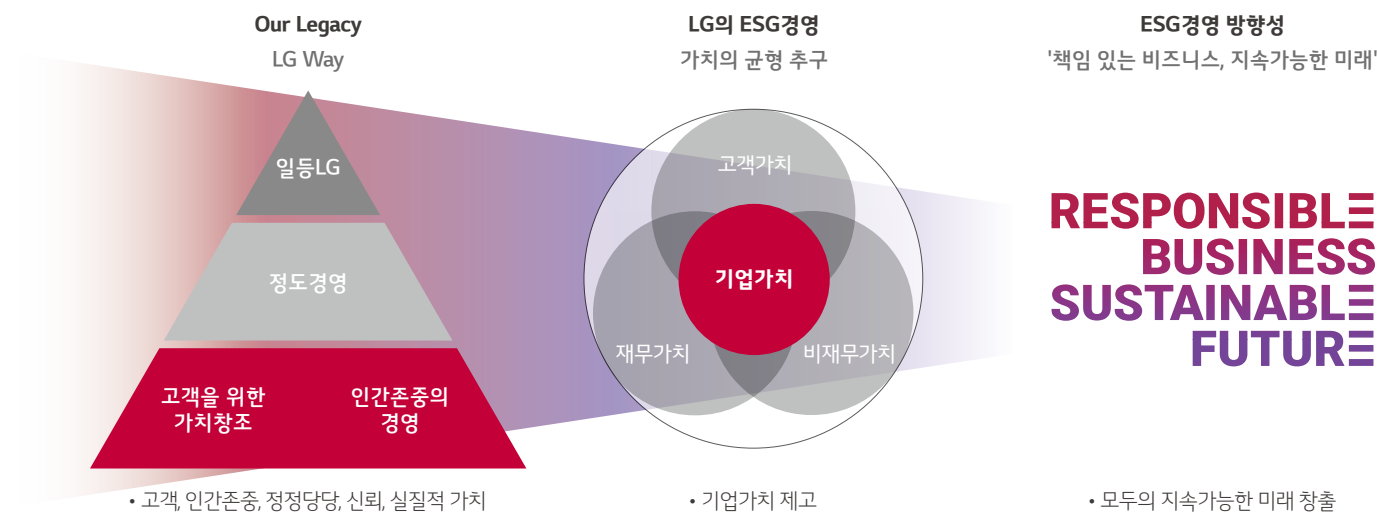 Our Legacy
LG Way
일등LG
정도경영
고객을 위한
가치창조
인간존중의
경영
• 고객, 인간존중, 정정당당, 신뢰, 실질적 가치
LG의 ESG경영
가치의 균형 추구
고객가치
기업가치
재무가치
비재무가치
• 기업가치 제고
ESG경영 방향성
'책임 있는 비즈니스, 지속가능한 미래'
RESPONSIBLE
BUSINESS
SUSTAINABLE
FUTURE
• 모두의 지속가능한 미래 창출